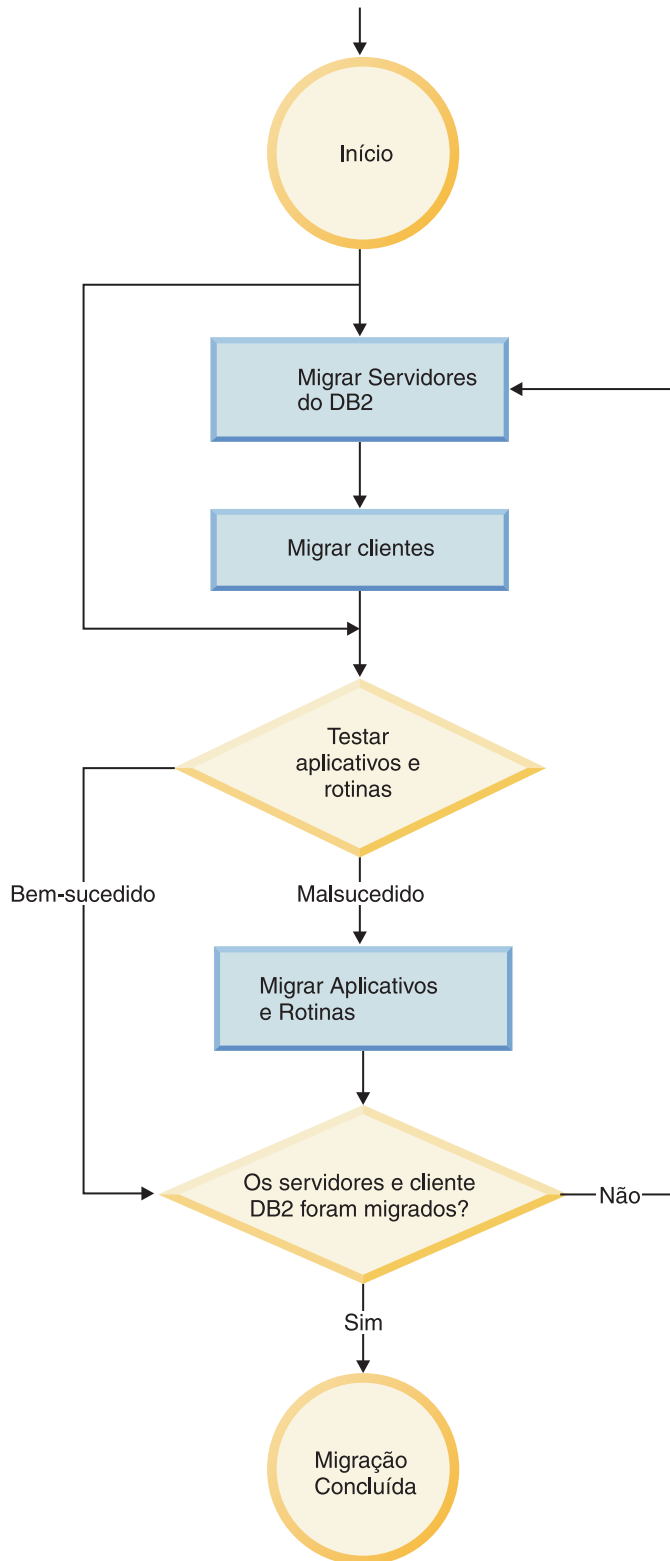 Início
Migrar Servidores
do DB2
Migrar clientes
Testar
aplicativos e
rotinas
Bem-sucedido
Malsucedido
Migrar Aplicativos
e Rotinas
Os servidores e cliente
DB2 foram migrados?
Não
Sim
Migração
Concluída